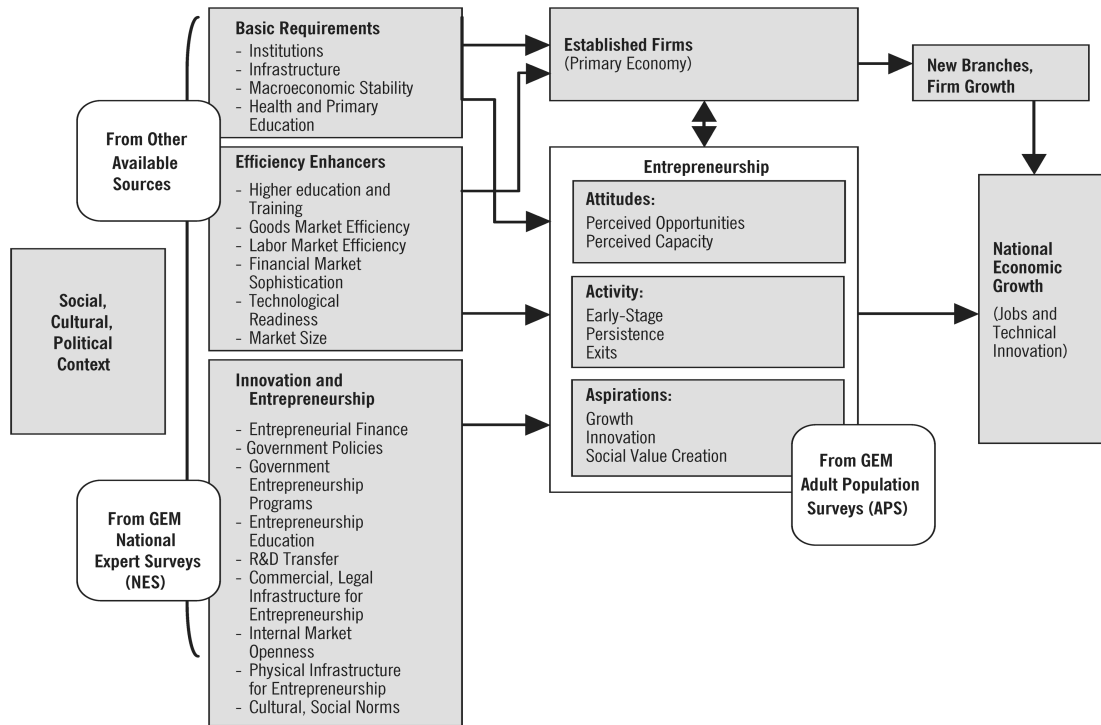 Social,
Cultural,
Political
Context
From Other
Available
Sources
From GEM
National
Expert Surveys
(NES)
Basic Requirements
- Institutions
- Infrastructure
- Macroeconomic Stability
- Health and Primary
Education
Efficiency Enhancers
- Higher education and
Training
- Goods Market Efficiency
- Labor Market Efficiency
- Financial Market
Sophistication
- Technological
Readiness
- Market Size
Innovation and
Entrepreneurship
- Entrepreneurial Finance
- Government Policies
- Government
Entrepreneurship
Programs
- Entrepreneurship
Education
- R&D Transfer
- Commercial, Legal
Infrastructure for
Entrepreneurship
- Internal Market
Openness
- Physical Infrastructure
for Entrepreneurship
- Cultural, Social Norms
Established Firms
(Primary Economy)
Entrepreneurship
Attitudes:
Perceived Opportunities
Perceived Capacity
Activity:
Early-Stage
Persistence
Exits
Aspirations:
Growth
Innovation
Social Value Creation
From GEM
Adult Population
Surveys (APS)
New Branches,
Firm Growth
National
Economic
Growth
(Jobs and
Technical
Innovation)